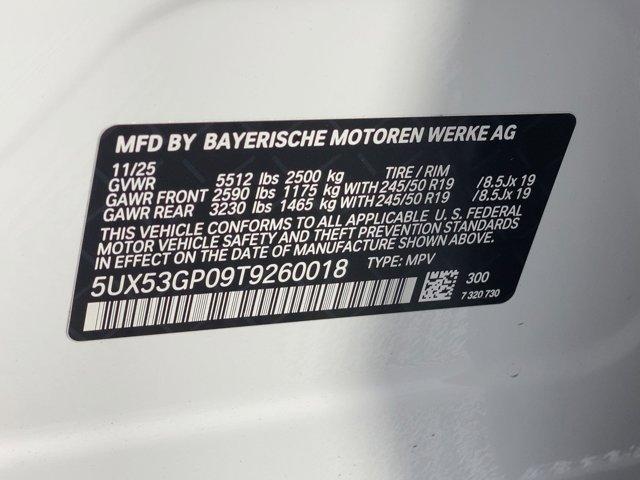 MFD BY BAYERISCHE MOTOREN WERKE AG
11/25
GVWR 5512 lbs 2500 kg TIRE / RIM
GAWR FRONT 2590 lbs 1175 kg WITH 245/50 R19 /8.5Jx 19
GAWR REAR 3230 lbs 1465 kg WITH 245/50 R19 /8.5Jx 19
THIS VEHICLE CONFORMS TO ALL APPLICABLE U. S. FEDERAL
MOTOR VEHICLE SAFETY AND THEFT PREVENTION STANDARDS
IN EFFECT ON THE DATE OF MANUFACTURE SHOWN ABOVE.
5UX53GP09T9260018 TYPE: MPV
300
7 320 730